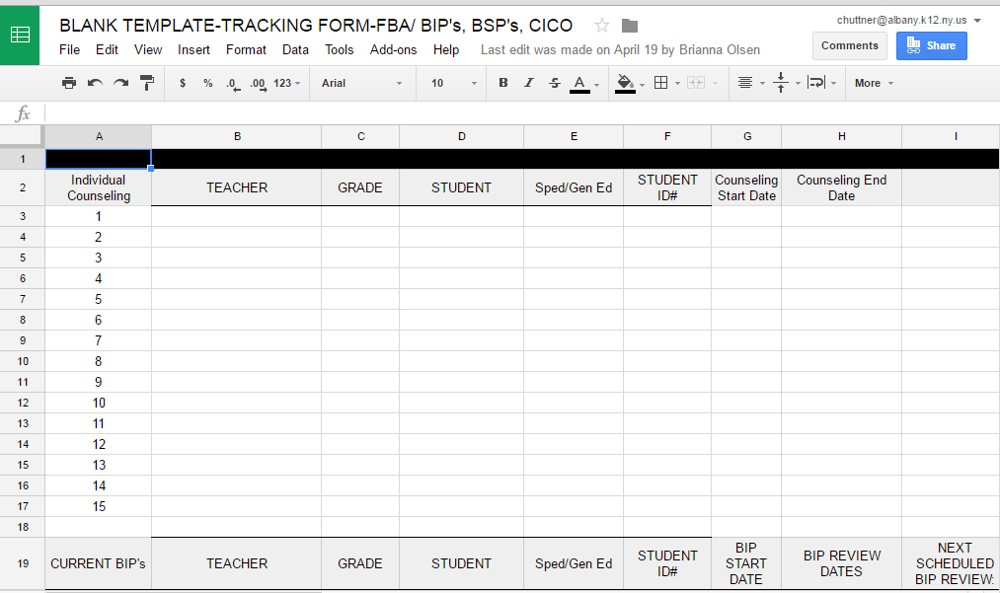 BLANK TEMPLATE-TRACKING FORM-FBA/ BIP's, BSP's, CICO
chuttner@albany.k12.ny.us
File Edit View Insert Format Data Tools Add-ons Help Last edit was made on April 19 by Brianna Olsen
Comments
Share
$ % .0 .00 123 Arial 10 B I S A More
fx
A B C D E F G H I
1
2 Individual Counseling TEACHER GRADE STUDENT Sped/Gen Ed STUDENT ID# Counseling Start Date Counseling End Date
3 1
4 2
5 3
6 4
7 5
8 6
9 7
10 8
11 9
12 10
13 11
14 12
15 13
16 14
17 15
18
19 CURRENT BIP's TEACHER GRADE STUDENT Sped/Gen Ed STUDENT ID# BIP START DATE BIP REVIEW DATES NEXT SCHEDULED BIP REVIEW: